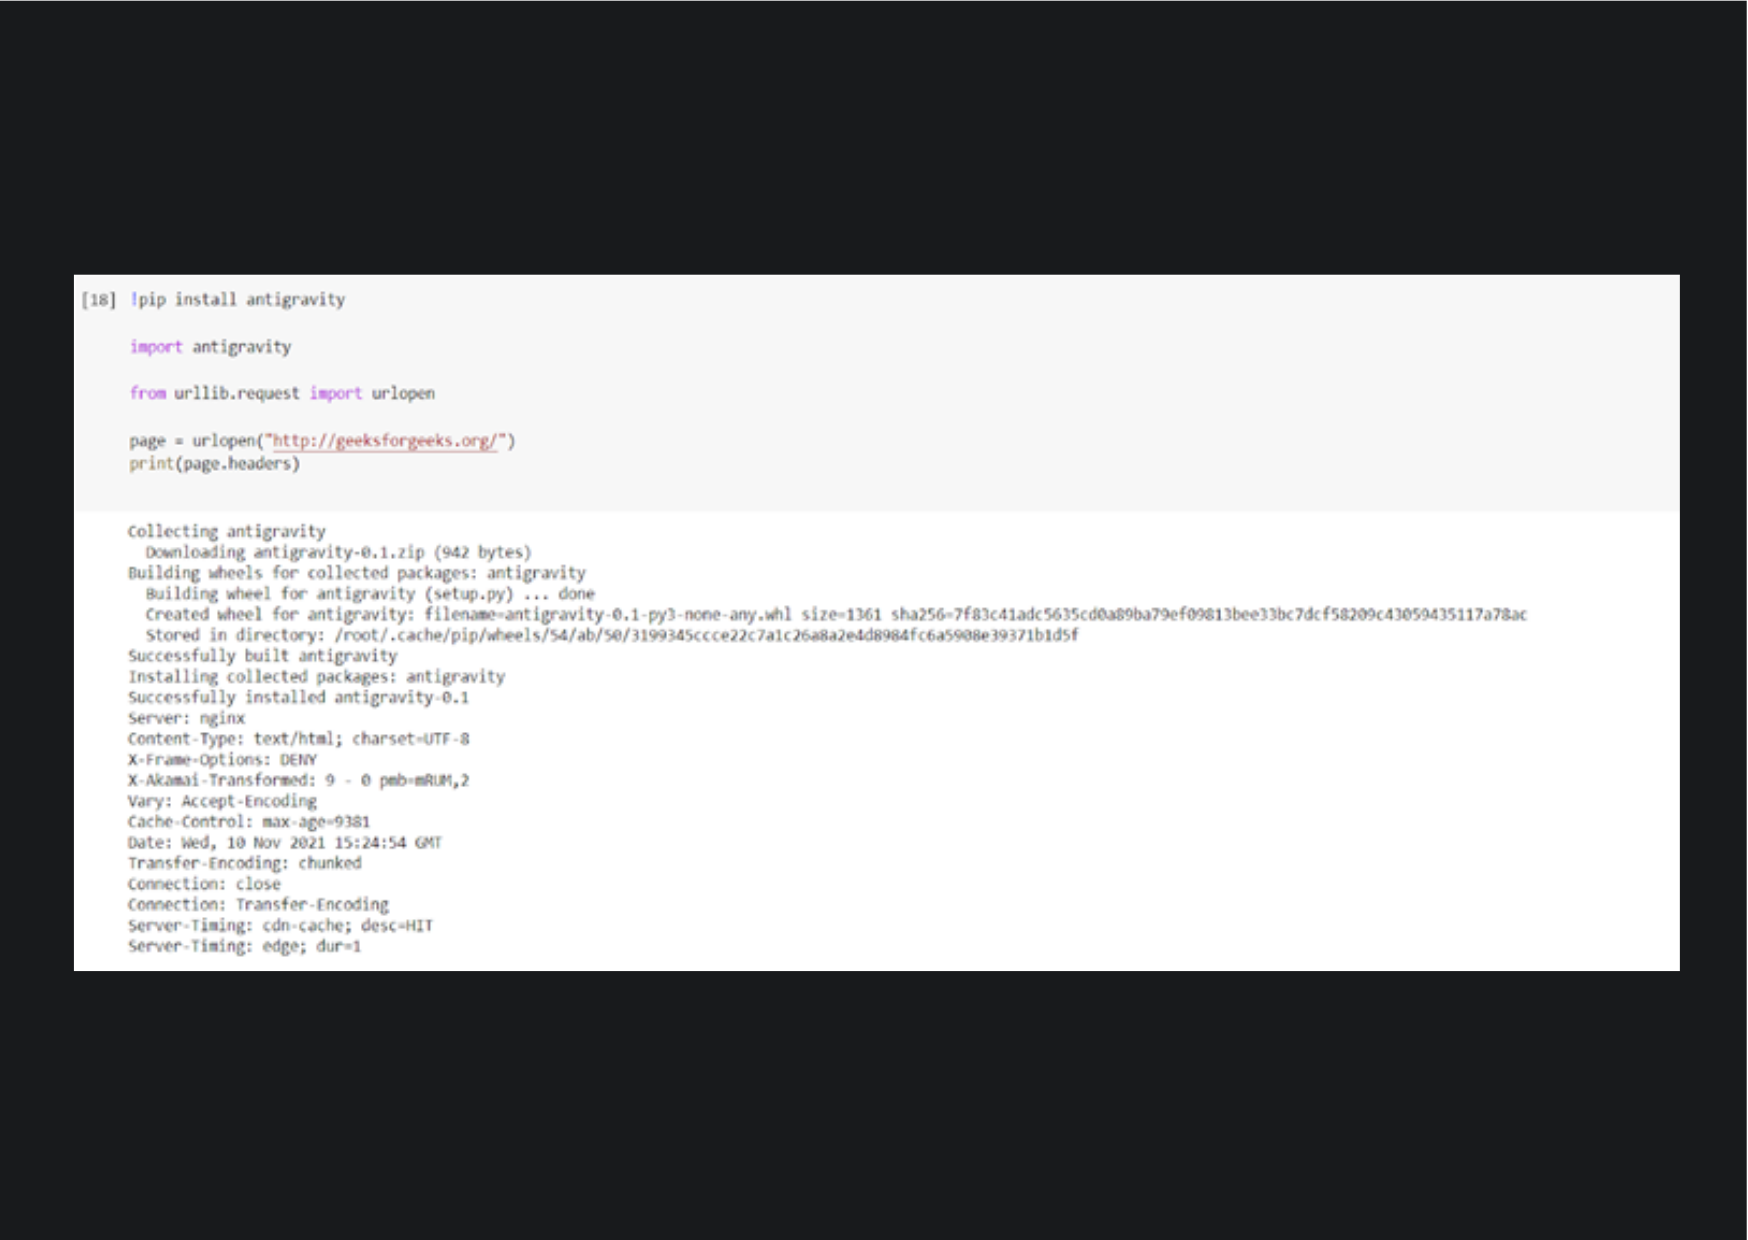 [18] !pip install antigravity
import antigravity
from urllib.request import urlopen
page = urlopen("http://geeksforgeeks.org/")
print(page.headers)
Collecting antigravity
Downloading antigravity-0.1.zip (942 bytes)
Building wheels for collected packages: antigravity
Building wheel for antigravity (setup.py) ... done
Created wheel for antigravity: filename=antigravity-0.1-py3-none-any.whl size=1361 sha256=7f83c41adc5635cd0a89ba79ef09813bee33bc7dcf58209c43059435117a78ac
Stored in directory: /root/.cache/pip/wheels/54/ab/50/3199345ccce22c7a1c26a8a2e4d8984fc6a5908e39371b1d5f
Successfully built antigravity
Installing collected packages: antigravity
Successfully installed antigravity-0.1
Server: nginx
Content-Type: text/html; charset=UTF-8
X-Frame-Options: DENY
X-Akamai-Transformed: 9 - 0 pmb=mRUM,2
Vary: Accept-Encoding
Cache-Control: max-age=9381
Date: Wed, 10 Nov 2021 15:24:54 GMT
Transfer-Encoding: chunked
Connection: close
Connection: Transfer-Encoding
Server-Timing: cdn-cache; desc=HIT
Server-Timing: edge; dur=1